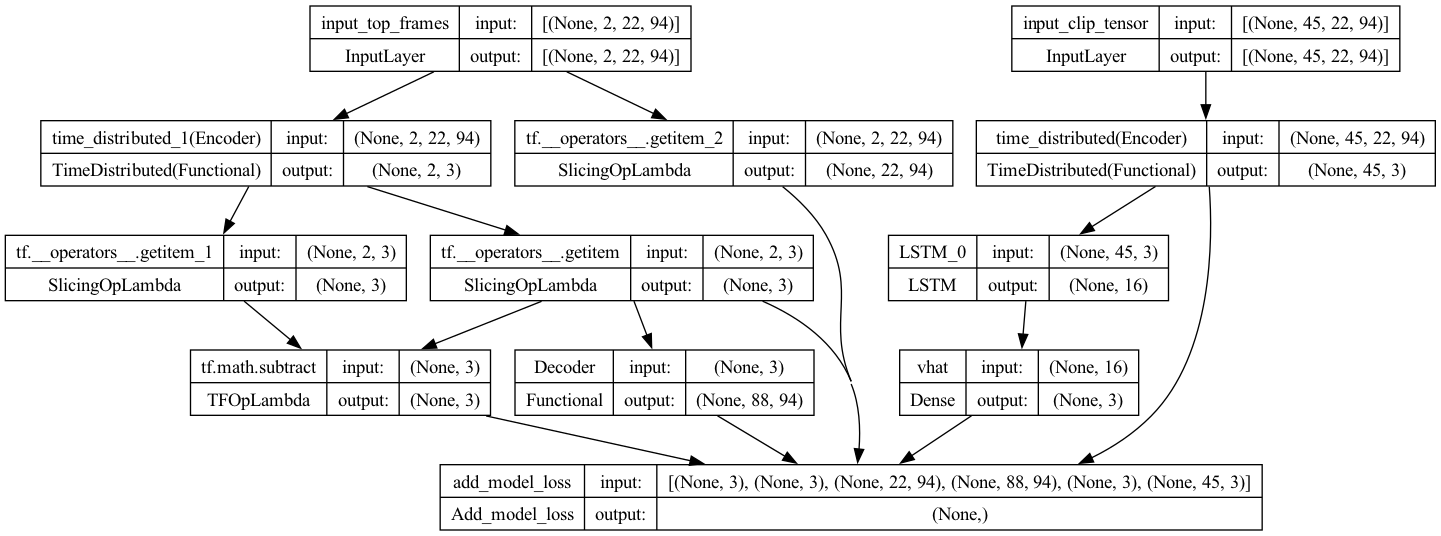 input_top_frames input: [(None, 2, 22, 94)]
InputLayer output: [(None, 2, 22, 94)]
input_clip_tensor input: [(None, 45, 22, 94)]
InputLayer output: [(None, 45, 22, 94)]
time_distributed_1(Encoder) input: (None, 2, 22, 94)
TimeDistributed(Functional) output: (None, 2, 3)
tf.__operators__.getitem_2 input: (None, 2, 22, 94)
SlicingOpLambda output: (None, 22, 94)
time_distributed(Encoder) input: (None, 45, 22, 94)
TimeDistributed(Functional) output: (None, 45, 3)
tf.__operators__.getitem_1 input: (None, 2, 3)
SlicingOpLambda output: (None, 3)
tf.__operators__.getitem input: (None, 2, 3)
SlicingOpLambda output: (None, 3)
LSTM_0 input: (None, 45, 3)
LSTM output: (None, 16)
tf.math.subtract input: (None, 3)
TFOpLambda output: (None, 3)
Decoder input: (None, 3)
Functional output: (None, 88, 94)
vhat input: (None, 16)
Dense output: (None, 3)
add_model_loss input: [(None, 3), (None, 3), (None, 22, 94), (None, 88, 94), (None, 3), (None, 45, 3)]
Add_model_loss output: (None,)